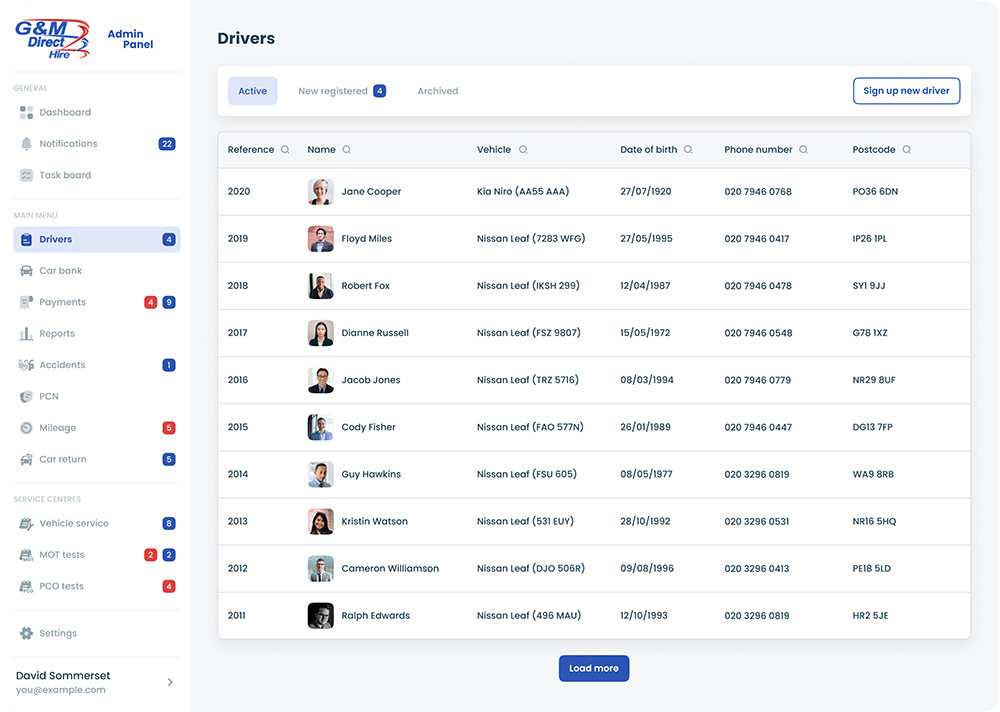 G&M
Direct
Hire
Admin
Panel
GENERAL
Dashboard
Notifications 22
Task board
MAIN MENU
Drivers 4
Car bank
Payments 4 9
Reports
Accidents 1
PCN
Mileage 5
Car return 5
SERVICE CENTRES
Vehicle service 8
MOT tests 2 2
PCO tests 4
Settings
David Sommerset
you@example.com
Drivers
Active New registered 4 Archived Sign up new driver
Reference Name Vehicle Date of birth Phone number Postcode
2020 Jane Cooper Kia Niro (AA55 AAA) 27/07/1920 020 7946 0768 PO36 6DN
2019 Floyd Miles Nissan Leaf (7283 WFG) 27/05/1995 020 7946 0417 IP26 1PL
2018 Robert Fox Nissan Leaf (IKSH 299) 12/04/1987 020 7946 0478 SY1 9JJ
2017 Dianne Russell Nissan Leaf (FSZ 9807) 15/05/1972 020 7946 0548 G78 1XZ
2016 Jacob Jones Nissan Leaf (TRZ 5716) 08/03/1994 020 7946 0779 NR29 8UF
2015 Cody Fisher Nissan Leaf (FAO 577N) 26/01/1989 020 7946 0447 DG13 7FP
2014 Guy Hawkins Nissan Leaf (FSU 605) 08/05/1977 020 3296 0819 WA9 8RB
2013 Kristin Watson Nissan Leaf (531 EUY) 28/10/1992 020 3296 0531 NR16 5HQ
2012 Cameron Williamson Nissan Leaf (DJO 506R) 09/08/1996 020 3296 0413 PE18 5LD
2011 Ralph Edwards Nissan Leaf (496 MAU) 12/10/1993 020 3296 0819 HR2 5JE
Load more